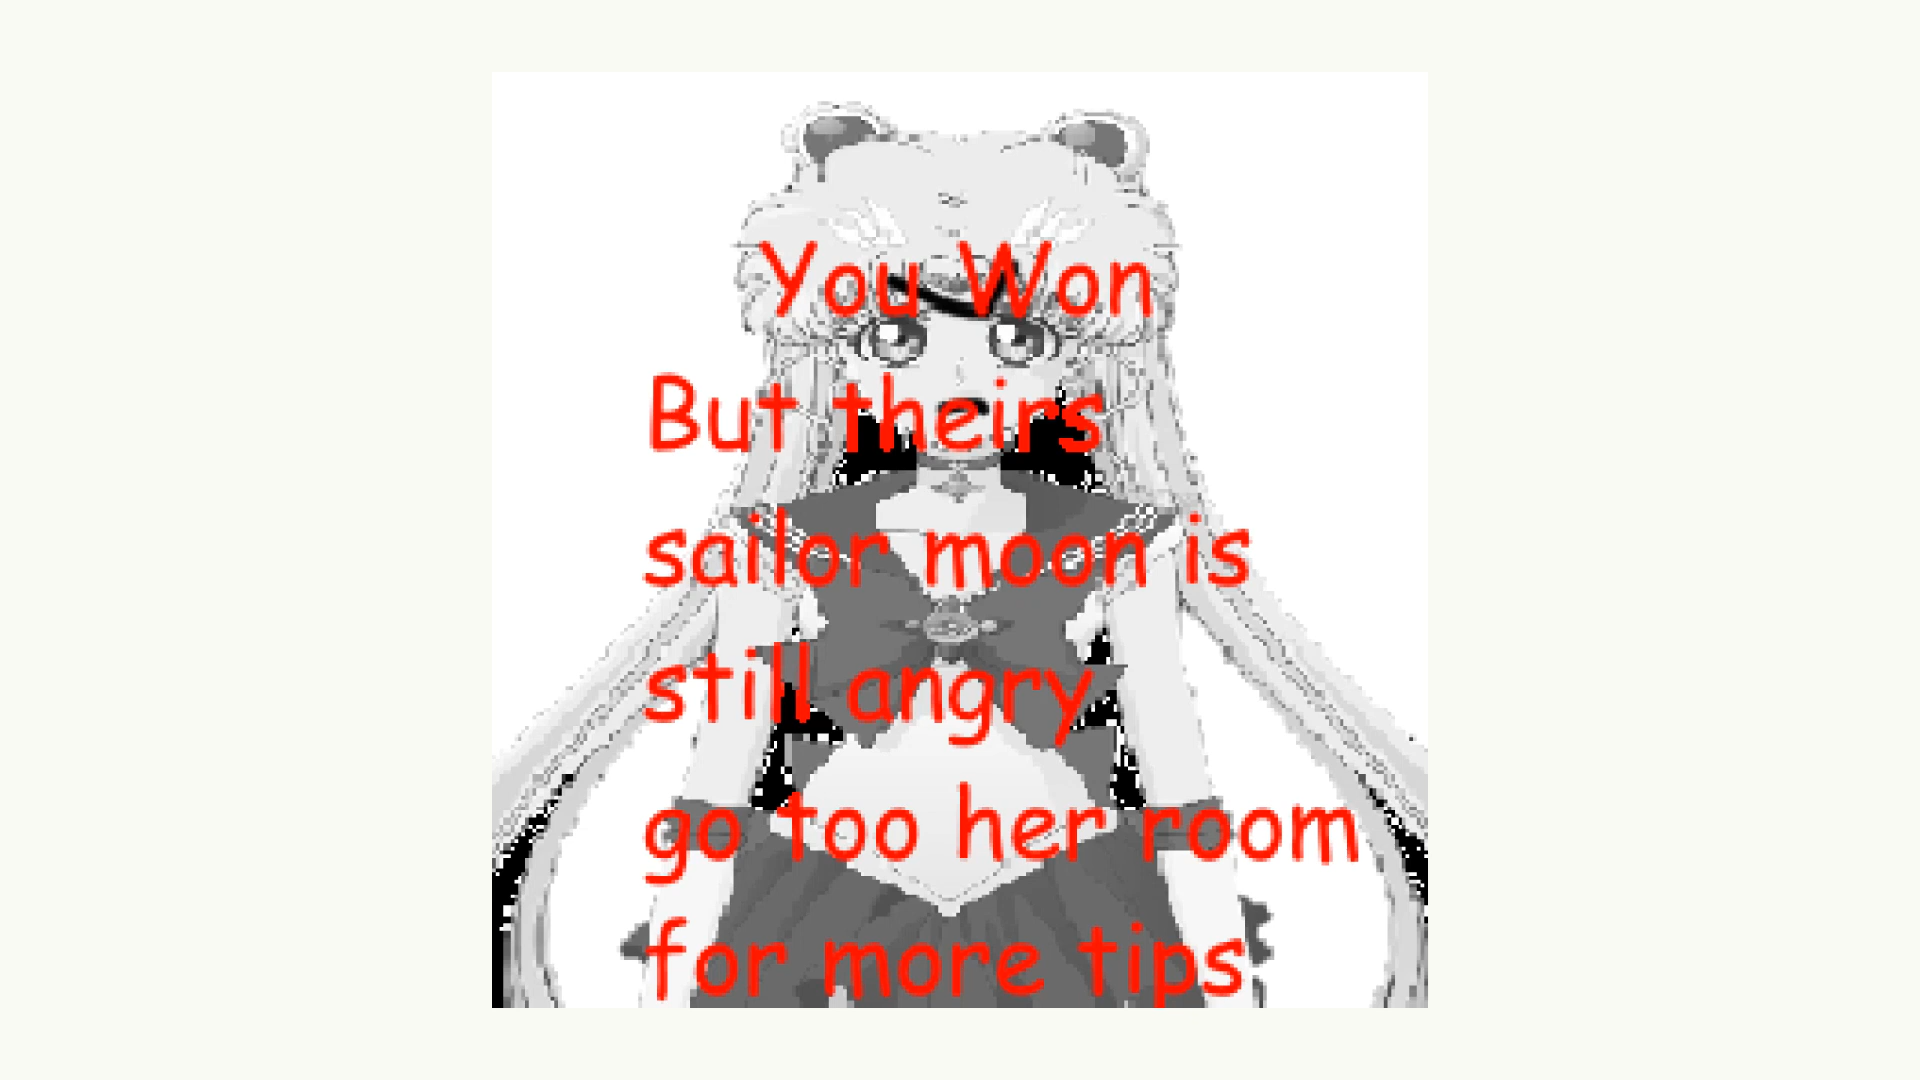 You Won
But theirs
sailor moon is
still angry
go too her room
for more tips